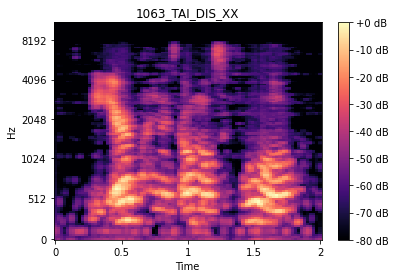 1063_TAI_DIS_XX
8192
4096
2048
1024
512
0
Hz
0
0.5
1
1.5
2
Time
+0 dB
-10 dB
-20 dB
-30 dB
-40 dB
-50 dB
-60 dB
-70 dB
-80 dB